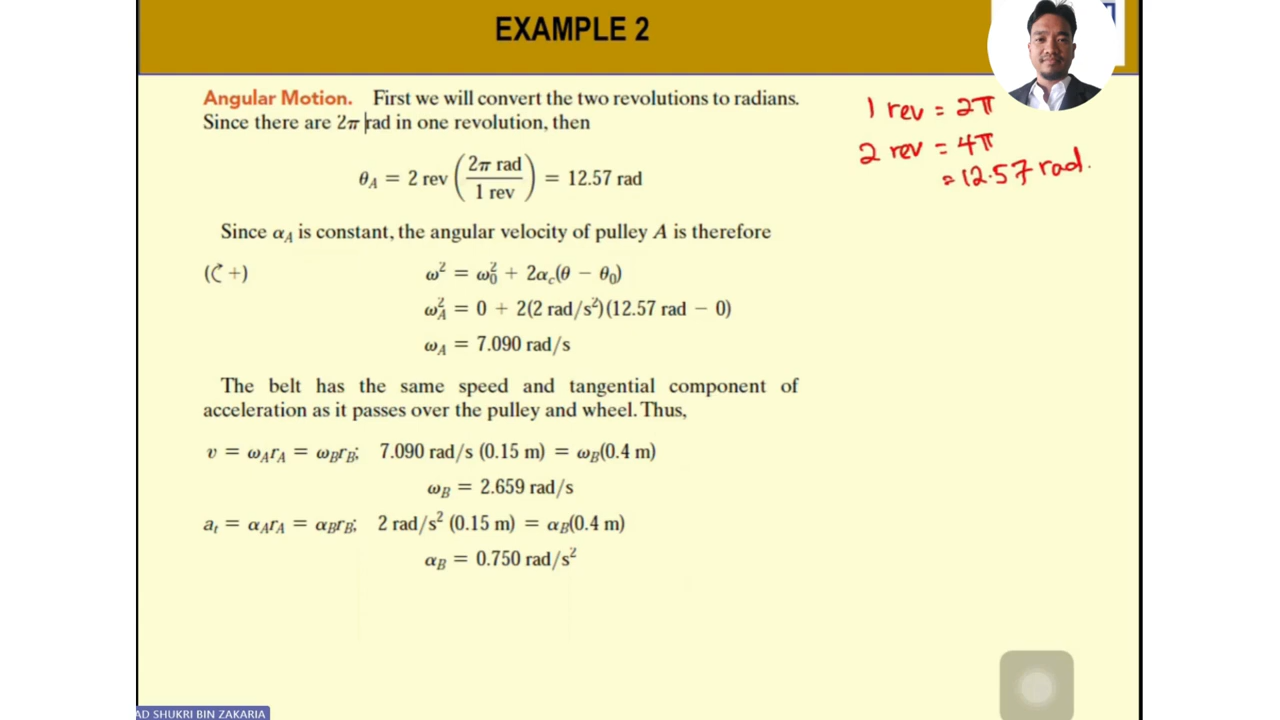 EXAMPLE 2
Angular Motion. First we will convert the two revolutions to radians.
Since there are 2π rad in one revolution, then
θ_A = 2 rev (2π rad / 1 rev) = 12.57 rad
Since α_A is constant, the angular velocity of pulley A is therefore
(↻ +) ω² = ω₀² + 2α_c(θ − θ₀)
ω_A² = 0 + 2(2 rad/s²)(12.57 rad − 0)
ω_A = 7.090 rad/s
The belt has the same speed and tangential component of
acceleration as it passes over the pulley and wheel. Thus,
v = ω_A r_A = ω_B r_B; 7.090 rad/s (0.15 m) = ω_B(0.4 m)
ω_B = 2.659 rad/s
a_t = α_A r_A = α_B r_B; 2 rad/s² (0.15 m) = α_B(0.4 m)
α_B = 0.750 rad/s²
1 rev = 2π
2 rev = 4π
= 12.57 rad.
AD SHUKRI BIN ZAKARIA